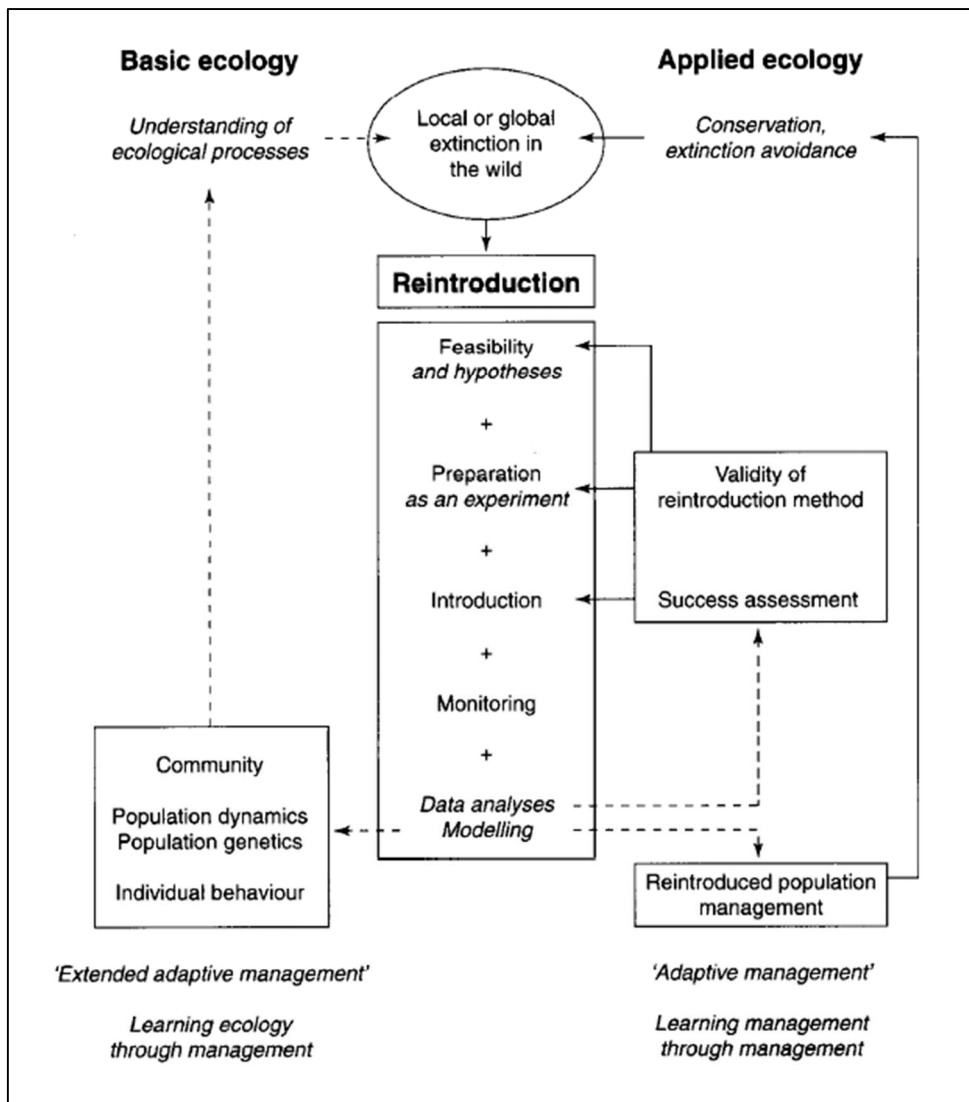 Basic ecology
Applied ecology
Understanding of
ecological processes
Local or global
extinction in
the wild
Conservation,
extinction avoidance
Reintroduction
Feasibility
and hypotheses
+
Preparation
as an experiment
+
Introduction
+
Monitoring
+
Data analyses
Modelling
Validity of
reintroduction method
Success assessment
Community
Population dynamics
Population genetics
Individual behaviour
Reintroduced population
management
'Extended adaptive management'
Learning ecology
through management
'Adaptive management'
Learning management
through management